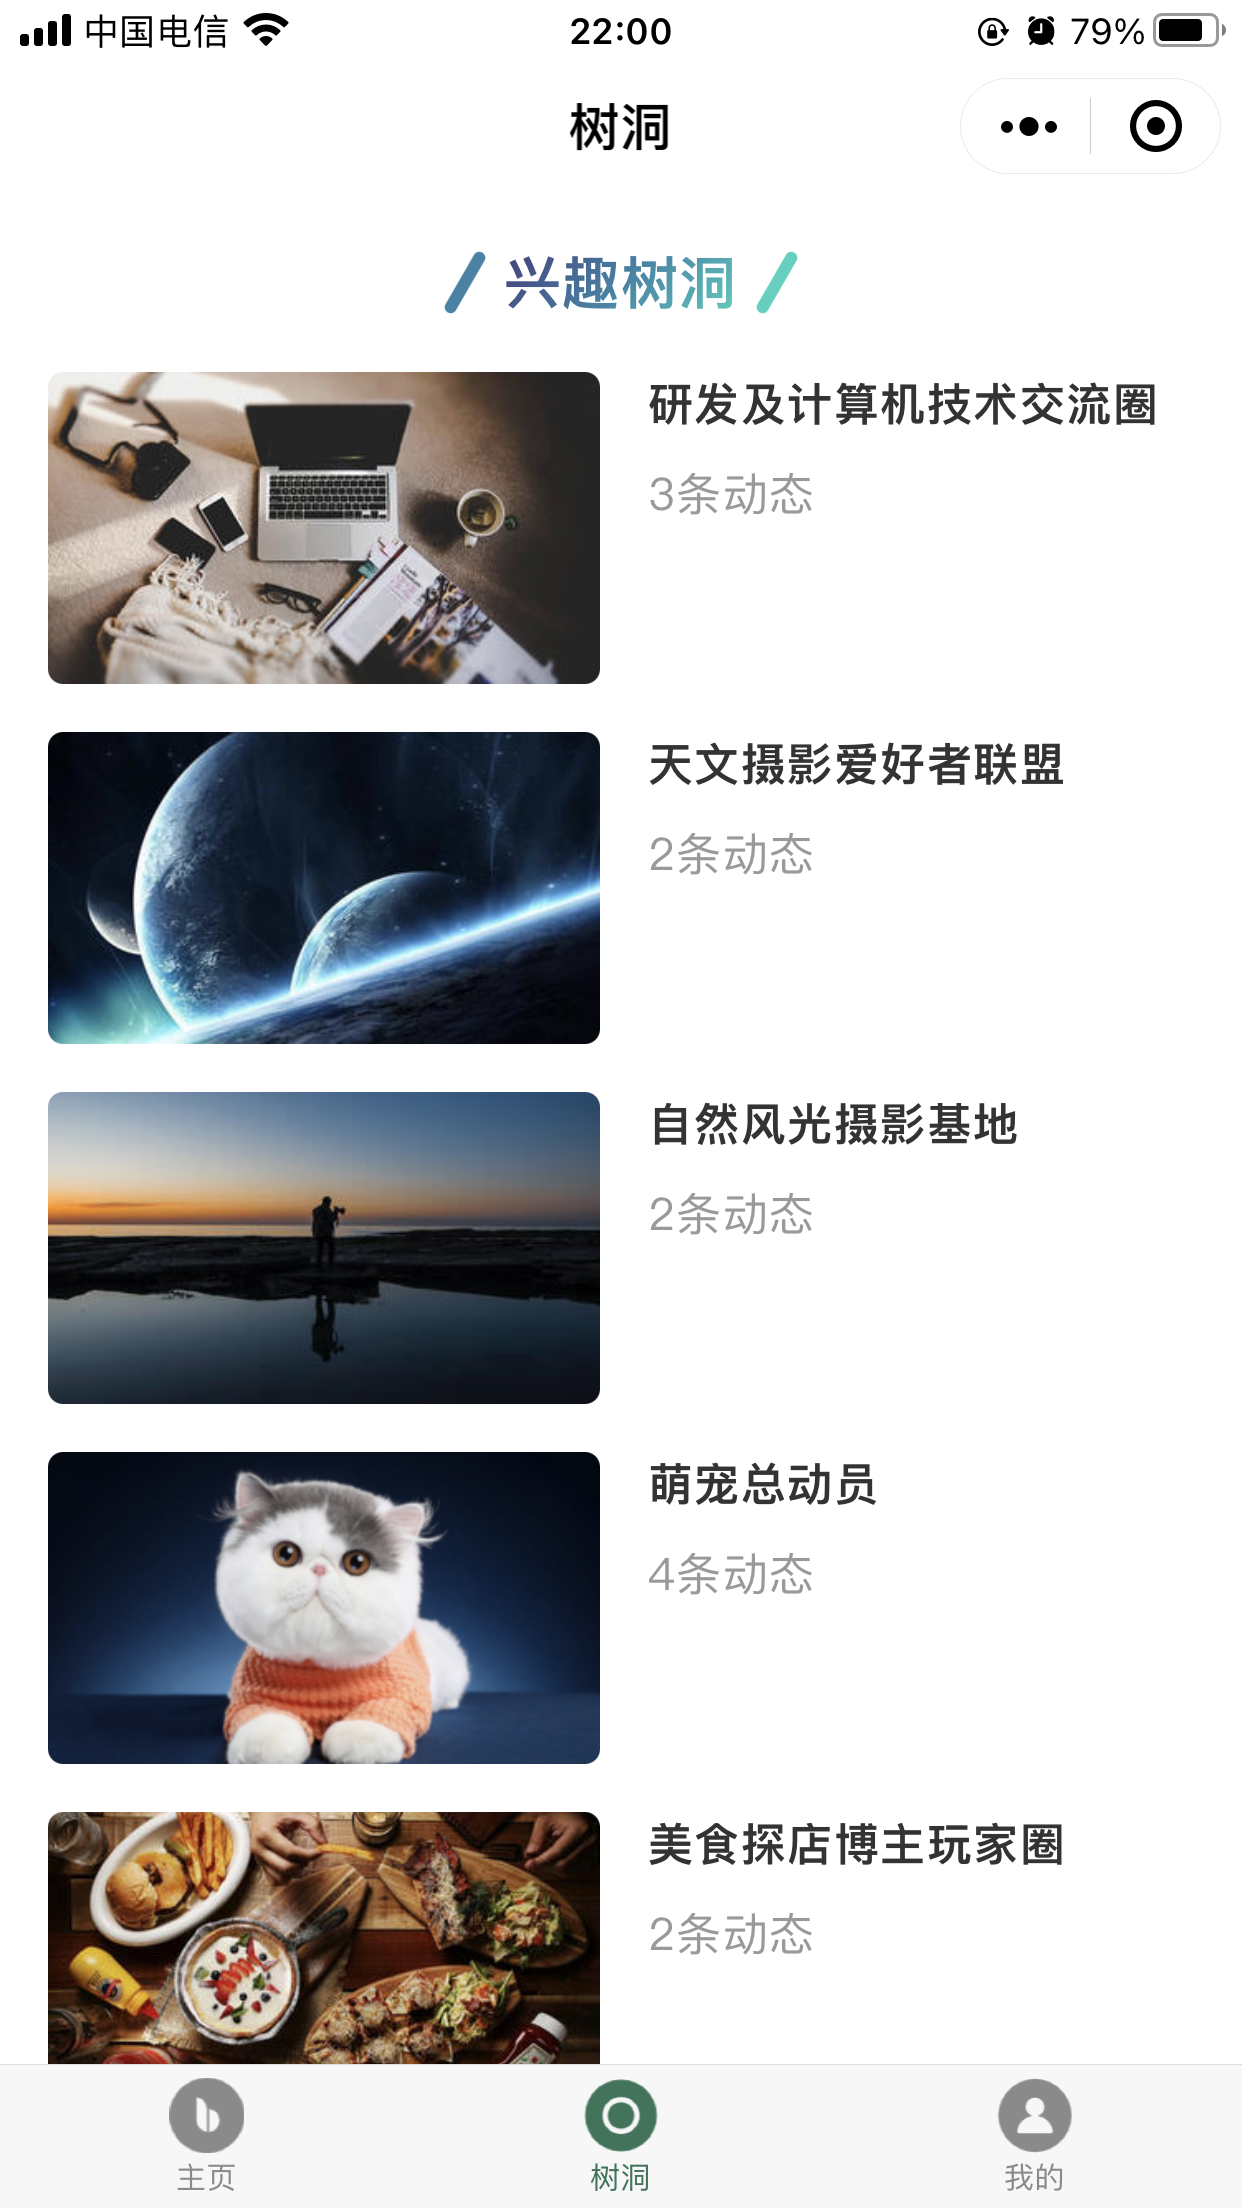 中国电信
22:00
79%
树洞
兴趣树洞
研发及计算机技术交流圈
3条动态
天文摄影爱好者联盟
2条动态
自然风光摄影基地
2条动态
萌宠总动员
4条动态
美食探店博主玩家圈
2条动态
主页
树洞
我的